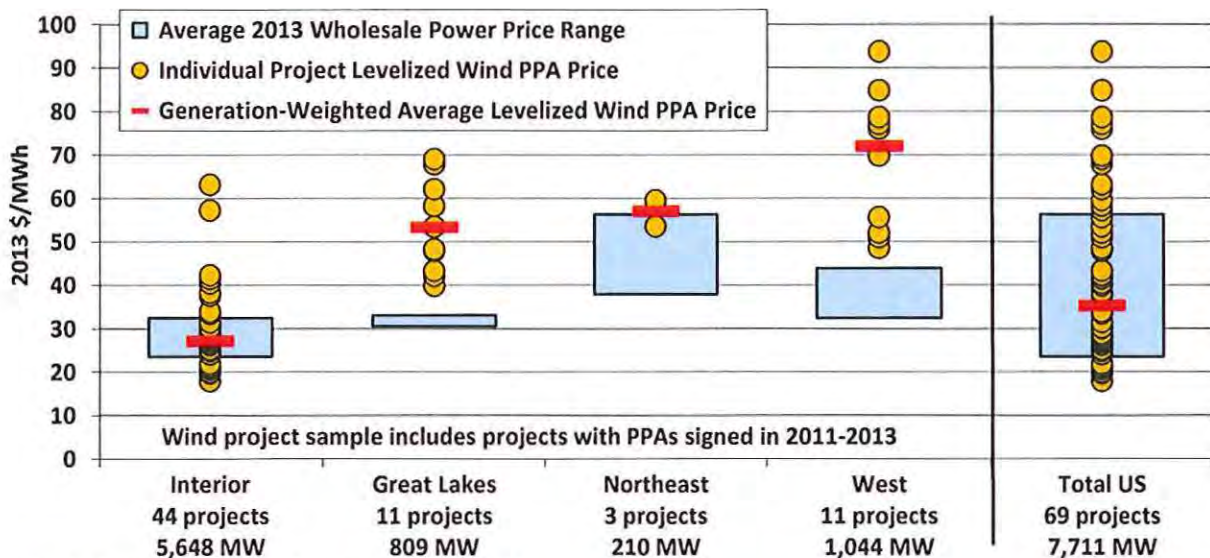 100
90
80
70
60
50
40
30
20
10
0
2013 $/MWh
Average 2013 Wholesale Power Price Range
Individual Project Levelized Wind PPA Price
Generation-Weighted Average Levelized Wind PPA Price
Wind project sample includes projects with PPAs signed in 2011-2013
Interior
44 projects
5,648 MW
Great Lakes
11 projects
809 MW
Northeast
3 projects
210 MW
West
11 projects
1,044 MW
Total US
69 projects
7,711 MW